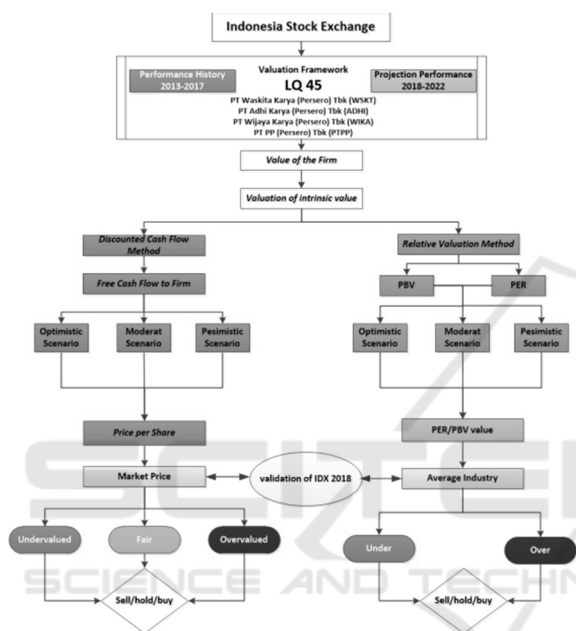 Indonesia Stock Exchange
Performance History
2013-2017
Valuation Framework
LQ 45
Projection Performance
2018-2022
PT Waskita Karya (Persero) Tbk (WSKT)
PT Adhi Karya (Persero) Tbk (ADHI)
PT Wijaya Karya (Persero) Tbk (WIKA)
PT PP (Persero) Tbk (PTPP)
Value of the Firm
Valuation of intrinsic value
Discounted Cash Flow
Method
Relative Valuation Method
Free Cash Flow to Firm
PBV
PER
Optimistic
Scenario
Moderat
Scenario
Pesimistic
Scenario
Optimistic
Scenario
Moderat
Scenario
Pesimistic
Scenario
Price per Share
PER/PBV value
Market Price
validation of IDX 2018
Average Industry
Undervalued
Fair
Overvalued
Under
Over
Sell/hold/buy
Sell/hold/buy
SCIENCE AND TECHN